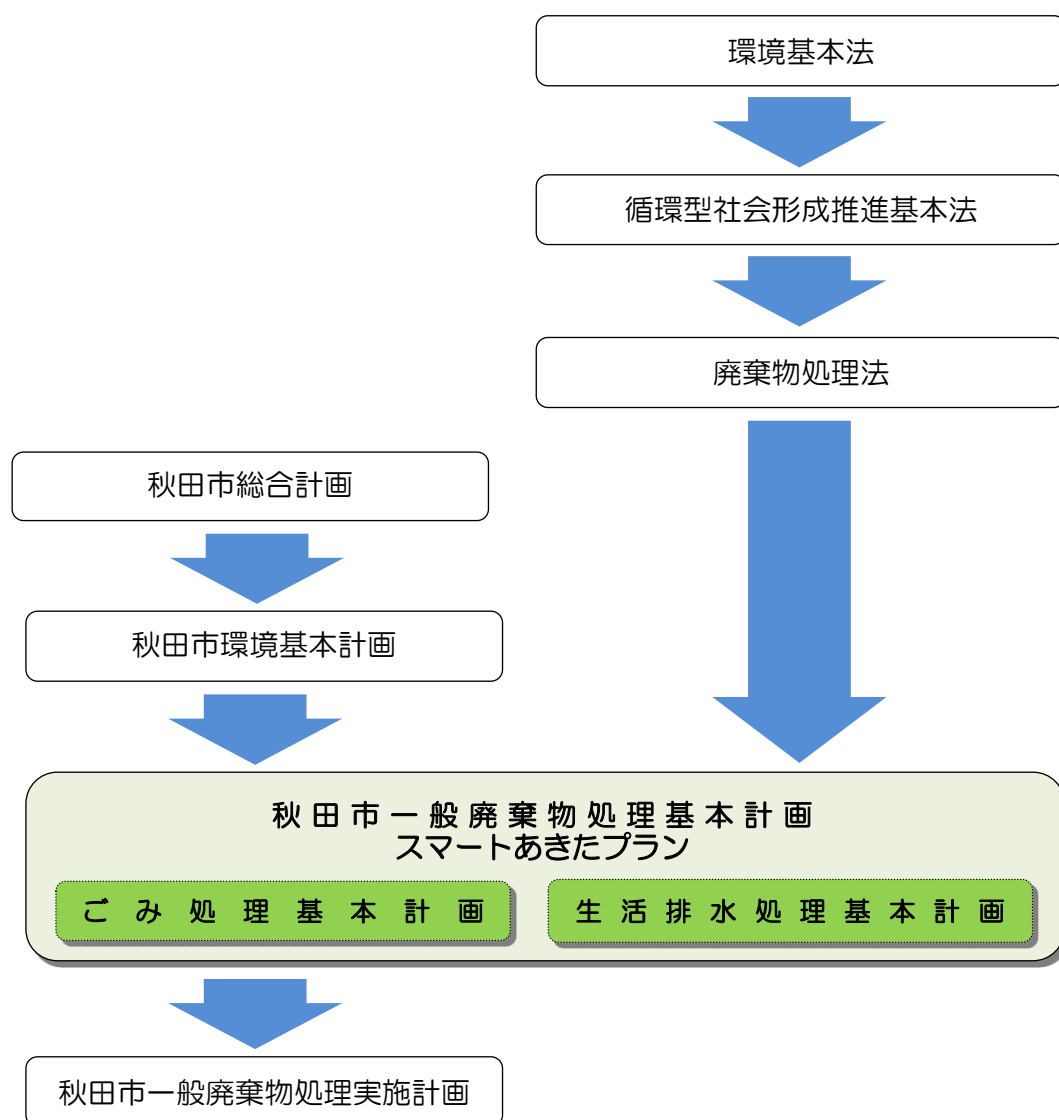 環境基本法
循環型社会形成推進基本法
廃棄物処理法
秋田市総合計画
秋田市環境基本計画
秋田市一般廃棄物処理基本計画
スマートあきたプラン
ごみ処理基本計画
生活排水処理基本計画
秋田市一般廃棄物処理実施計画